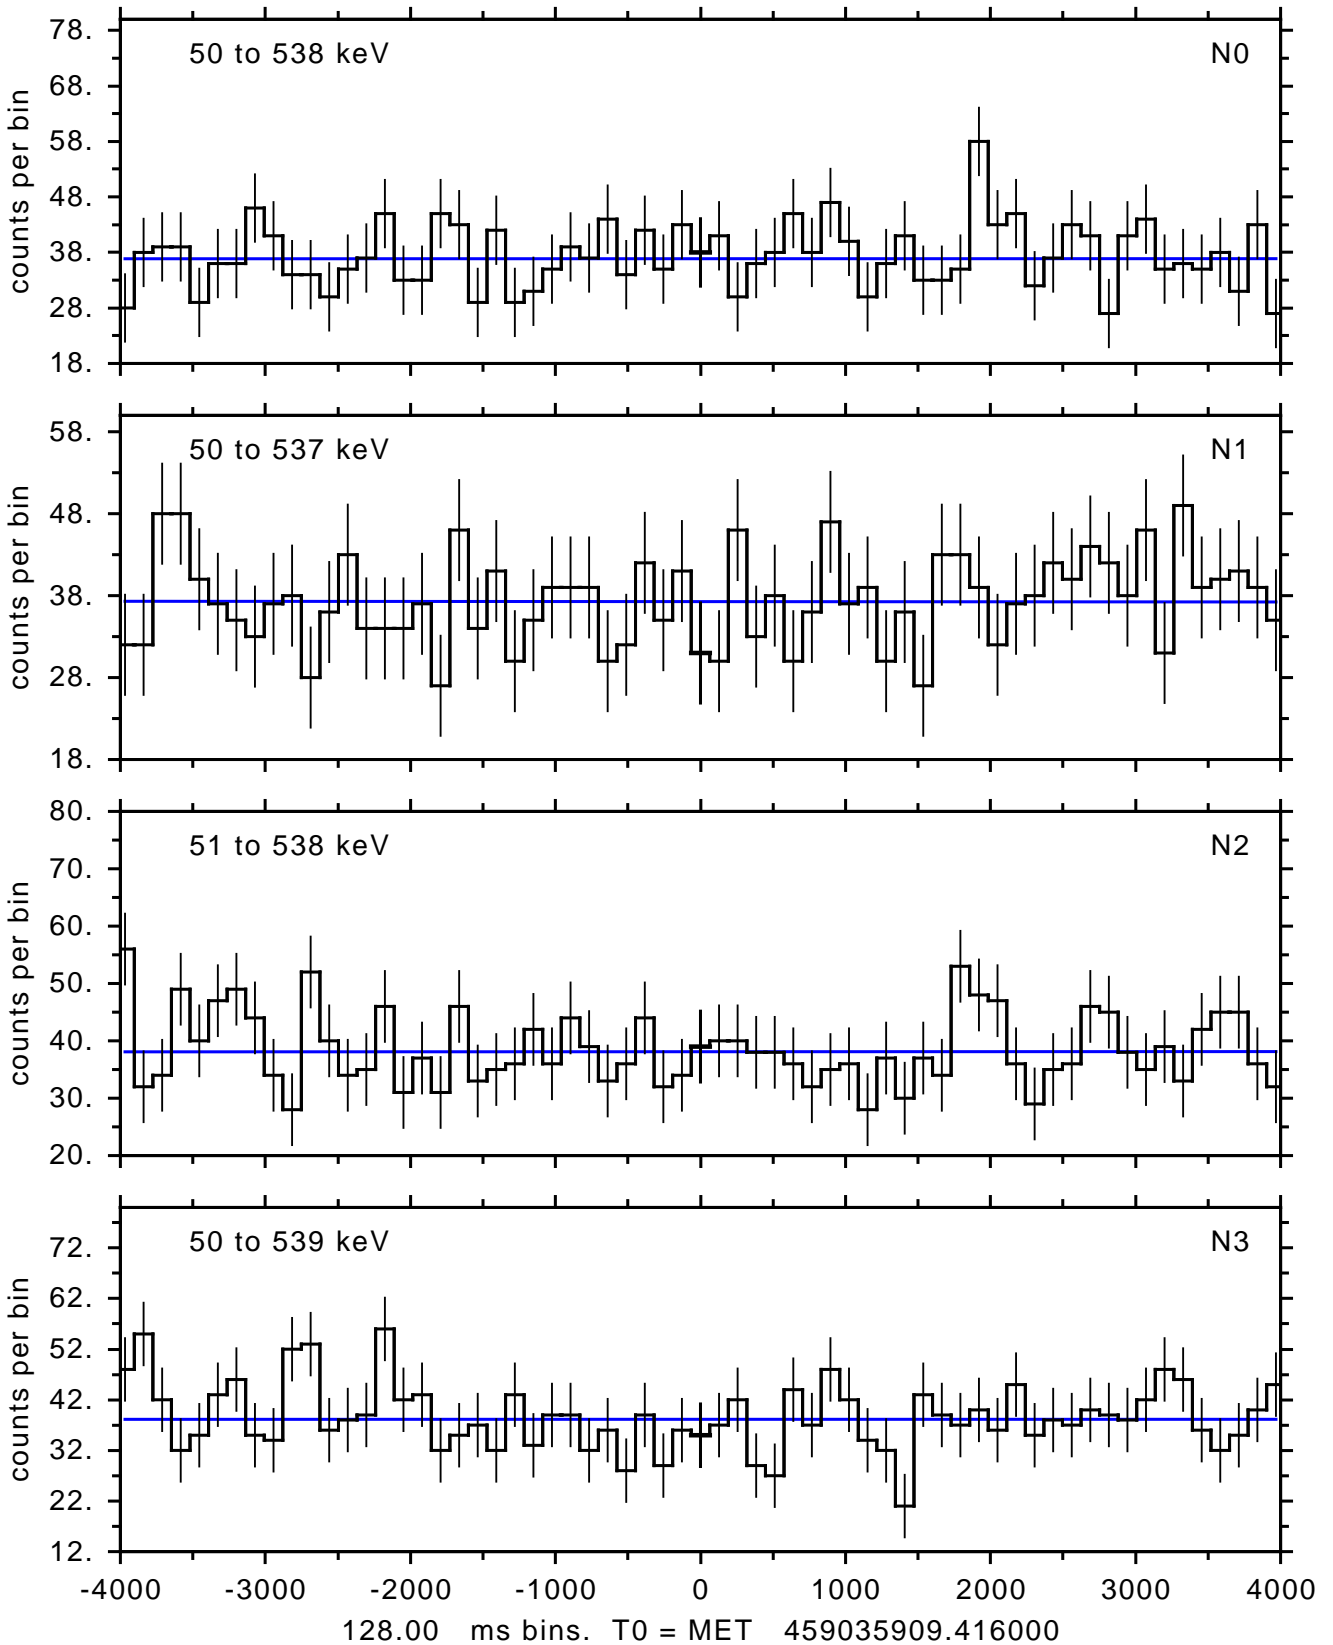 50 to 538 keV N0
counts per bin
78.
68.
58.
48.
38.
28.
18.
50 to 537 keV N1
counts per bin
58.
48.
38.
28.
18.
51 to 538 keV N2
counts per bin
80.
70.
60.
50.
40.
30.
20.
50 to 539 keV N3
counts per bin
72.
62.
52.
42.
32.
22.
12.
-4000 -3000 -2000 -1000 0 1000 2000 3000 4000
128.00 ms bins. T0 = MET 459035909.416000